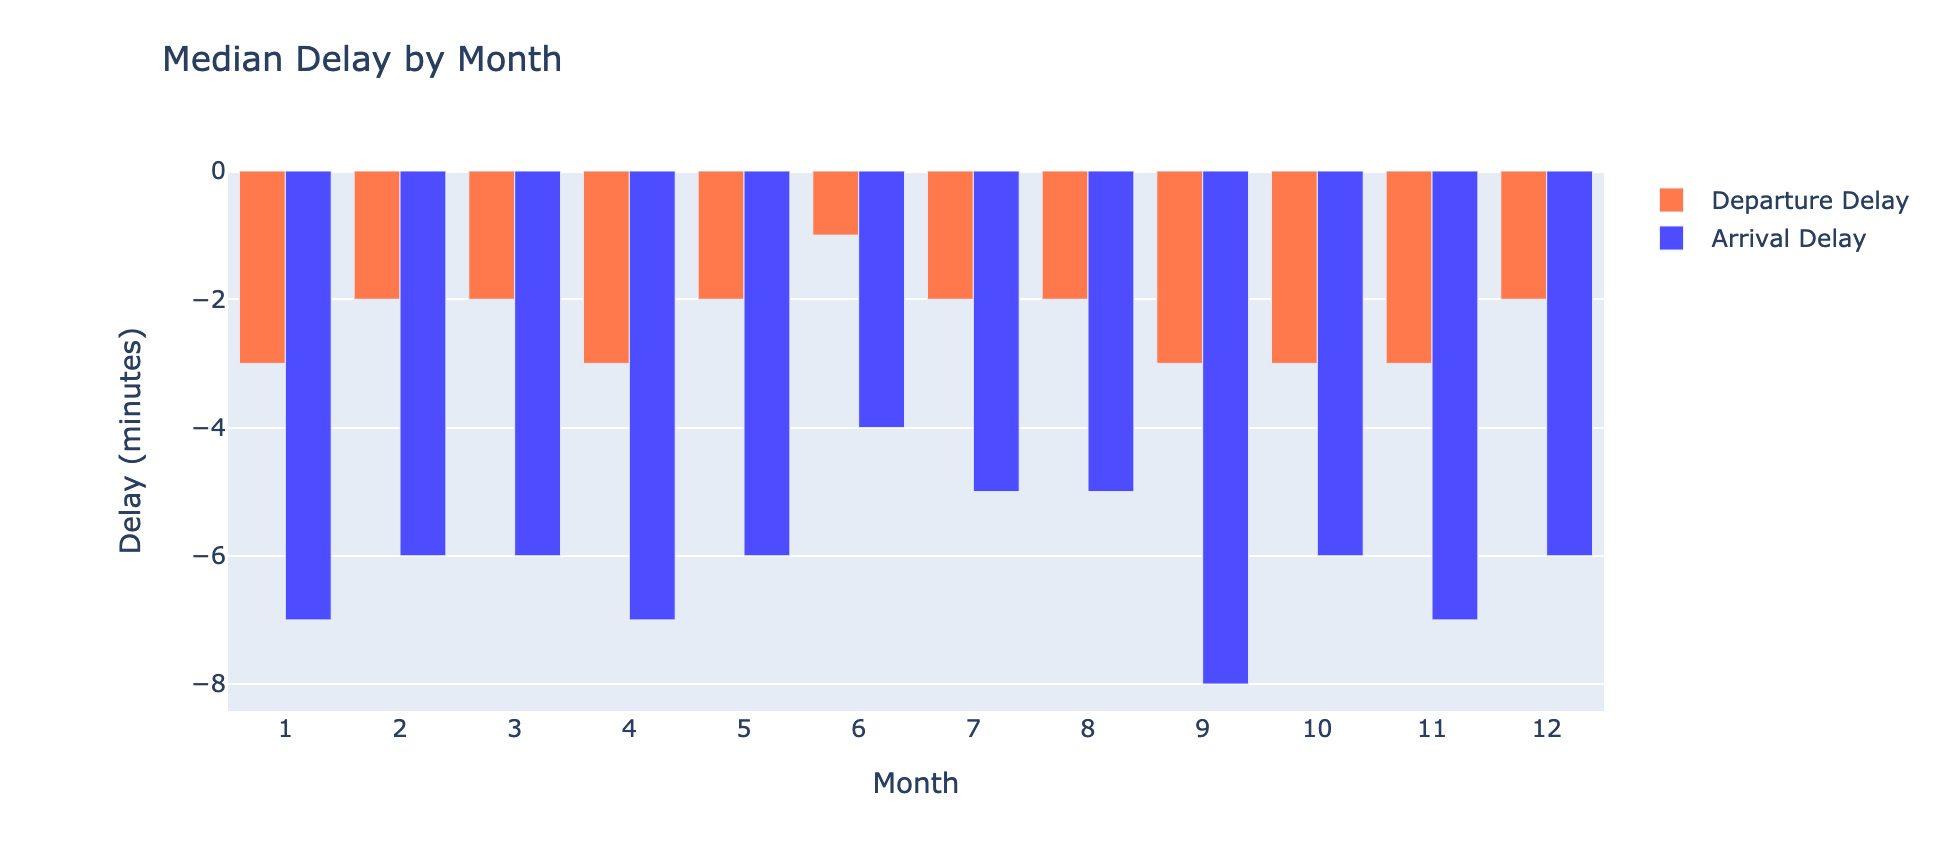 Median Delay by Month
0
−2
−4
−6
−8
Delay (minutes)
1 2 3 4 5 6 7 8 9 10 11 12
Month
Departure Delay
Arrival Delay